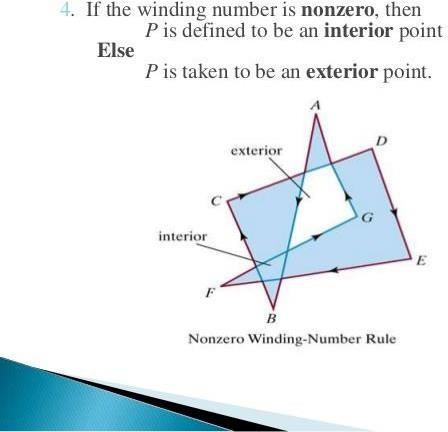 4. If the winding number is nonzero, then
P is defined to be an interior point
Else
P is taken to be an exterior point.
A
exterior
D
C
G
interior
E
F
B
Nonzero Winding-Number Rule